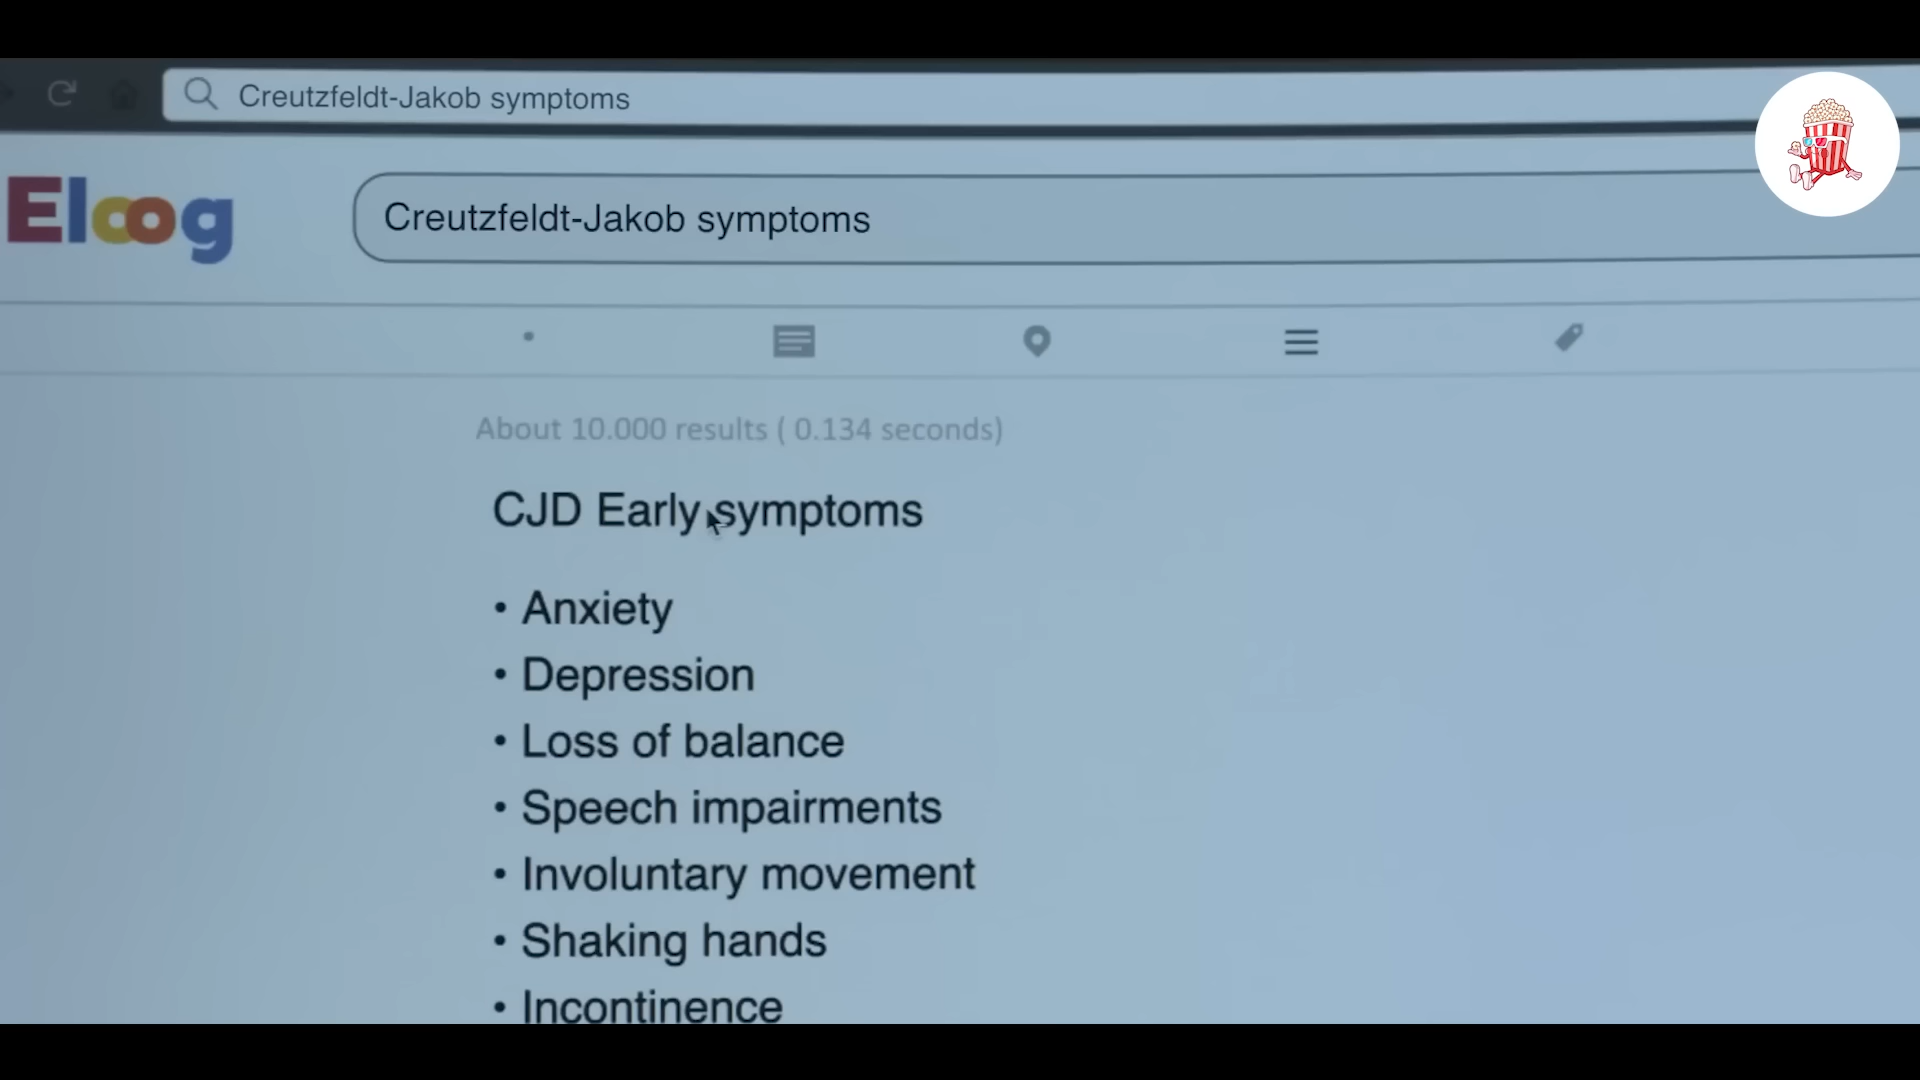 Creutzfeldt-Jakob symptoms
Eloog
Creutzfeldt-Jakob symptoms
About 10.000 results ( 0.134 seconds)
CJD Early symptoms
• Anxiety
• Depression
• Loss of balance
• Speech impairments
• Involuntary movement
• Shaking hands
• Incontinence